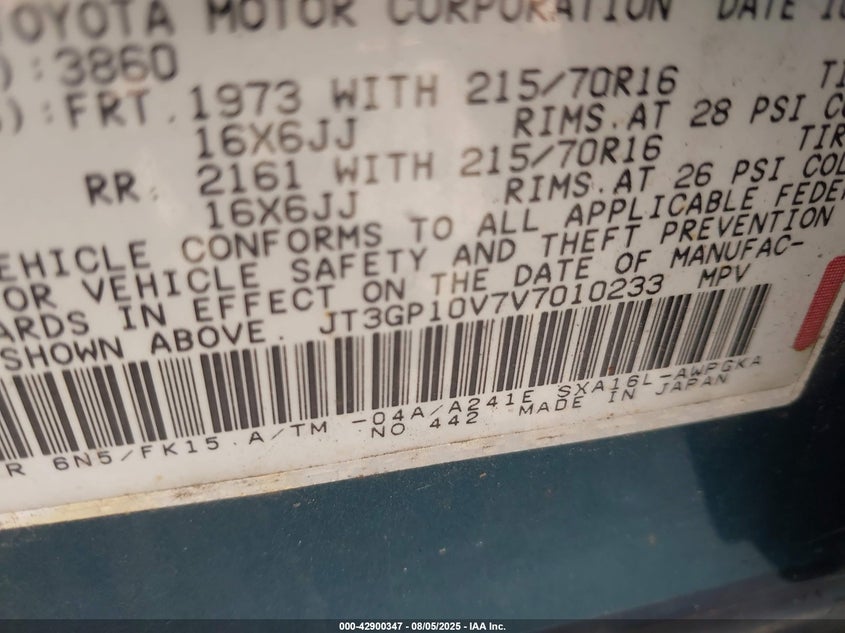 TOYOTA MOTOR CORPORATION DATE
: 3860
: FRT. 1973 WITH 215/70R16
16X6JJ RIMS. AT 28 PSI
RR 2161 WITH 215/70R16
16X6JJ RIMS. AT 26 PSI COL
VEHICLE CONFORMS TO ALL APPLICABLE FEDER
OR VEHICLE SAFETY AND THEFT PREVENTION
ARDS IN EFFECT ON THE DATE OF MANUFAC-
SHOWN ABOVE. JT3GP10V7V7010233 MPV
R 6N5/FK15 A/TM -04A/A241E SXA16L-AWPGKA
NO 442 MADE IN JAPAN
000-42900347 - 08/05/2025 - IAA Inc.